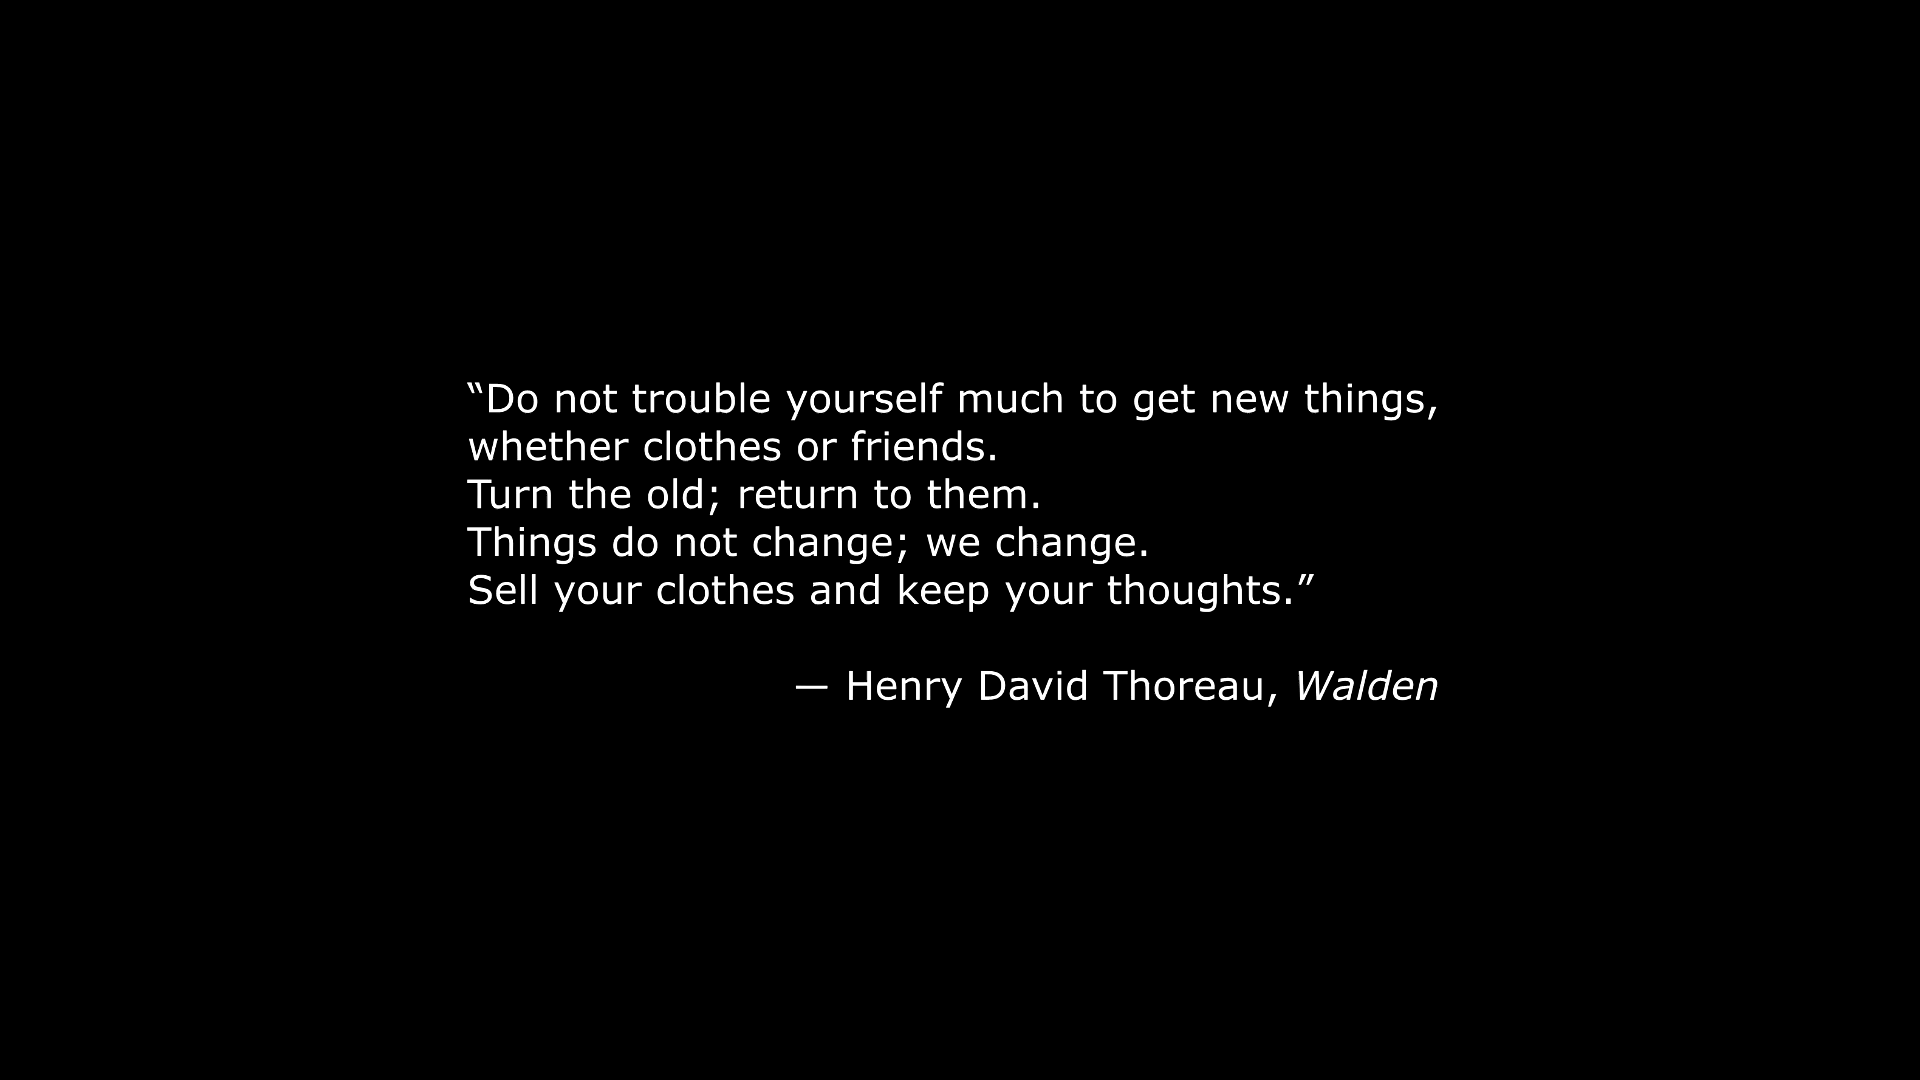 “Do not trouble yourself much to get new things,
whether clothes or friends.
Turn the old; return to them.
Things do not change; we change.
Sell your clothes and keep your thoughts.”
— Henry David Thoreau, Walden